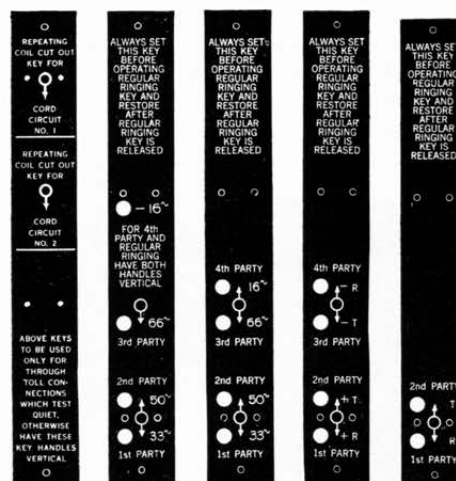 REPEATING
COIL CUT OUT
KEY FOR
CORD
CIRCUIT
NO. 1
REPEATING
COIL CUT OUT
KEY FOR
CORD
CIRCUIT
NO. 2
ABOVE KEYS
TO BE USED
ONLY FOR
THROUGH
TOLL CON-
NECTIONS
WHICH TEST
QUIET,
OTHERWISE
HAVE THESE
KEY HANDLES
VERTICAL
ALWAYS SET
THIS KEY
BEFORE
OPERATING
REGULAR
RINGING
KEY AND
RESTORE
AFTER
REGULAR
RINGING
KEY IS
RELEASED
– 16~
FOR 4th
PARTY AND
REGULAR
RINGING
HAVE BOTH
HANDLES
VERTICAL
66~
3rd PARTY
2nd PARTY
50~
33~
1st PARTY
ALWAYS SET
THIS KEY
BEFORE
OPERATING
REGULAR
RINGING
KEY AND
RESTORE
AFTER
REGULAR
RINGING
KEY IS
RELEASED
4th PARTY
16~
66~
3rd PARTY
2nd PARTY
50~
33~
1st PARTY
ALWAYS SET
THIS KEY
BEFORE
OPERATING
REGULAR
RINGING
KEY AND
RESTORE
AFTER
REGULAR
RINGING
KEY IS
RELEASED
4th PARTY
– R
– T
3rd PARTY
2nd PARTY
+ T
+ R
1st PARTY
ALWAYS SET
THIS KEY
BEFORE
OPERATING
REGULAR
RINGING
KEY AND
RESTORE
AFTER
REGULAR
RINGING
KEY IS
RELEASED
2nd PARTY
T
R
1st PARTY